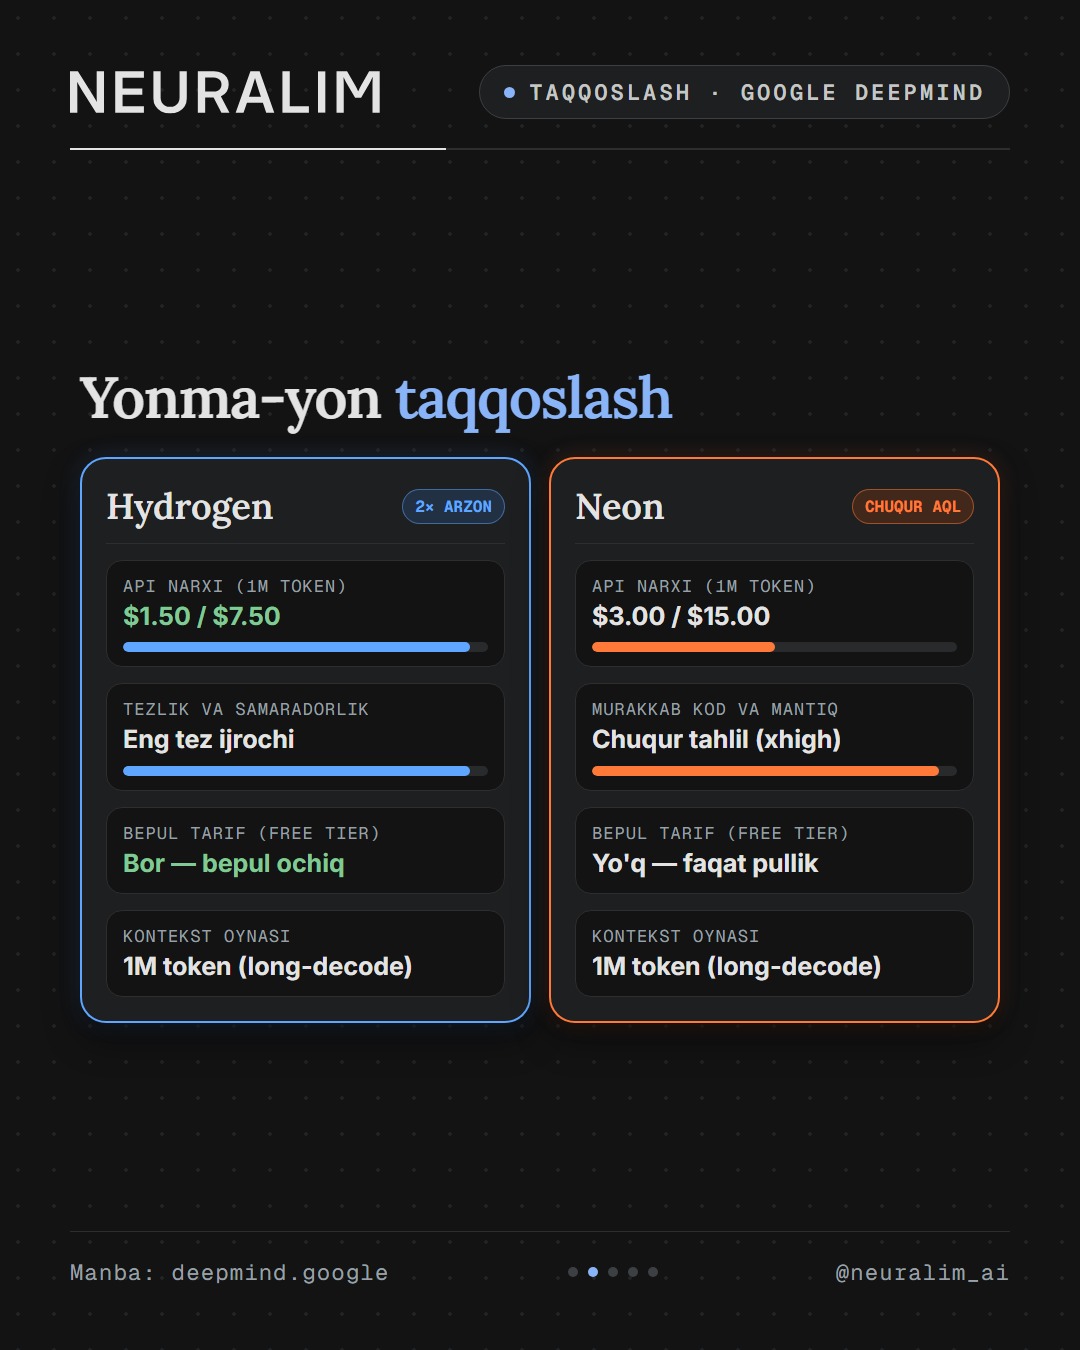 NEURALIM
TAQQOSLASH · GOOGLE DEEPMIND
Yonma-yon taqqoslash
Hydrogen
2× ARZON
API NARXI (1M TOKEN)
$1.50 / $7.50
TEZLIK VA SAMARADORLIK
Eng tez ijrochi
BEPUL TARIF (FREE TIER)
Bor — bepul ochiq
KONTEKST OYNASI
1M token (long-decode)
Neon
CHUQUR AQL
API NARXI (1M TOKEN)
$3.00 / $15.00
MURAKKAB KOD VA MANTIQ
Chuqur tahlil (xhigh)
BEPUL TARIF (FREE TIER)
Yo'q — faqat pullik
KONTEKST OYNASI
1M token (long-decode)
Manba: deepmind.google
@neuralim_ai